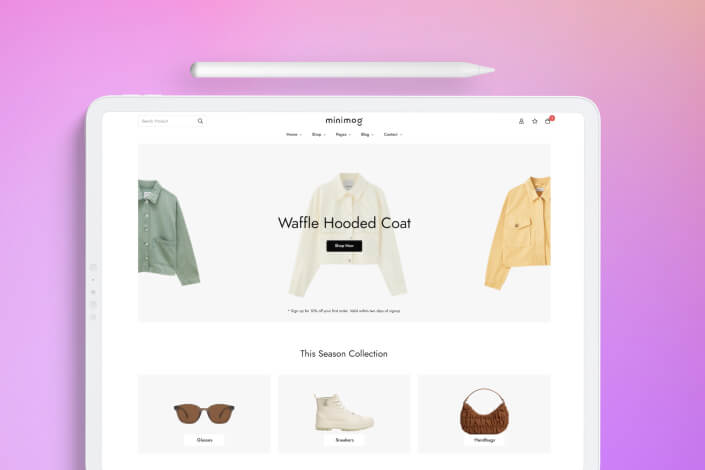 minimog
Search Product
1
Home Shop Pages Blog Contact
Waffle Hooded Coat
Shop Now
* Sign up for 10% off your first order. Valid within two days of signup.
This Season Collection
Glasses
Sneakers
Handbags